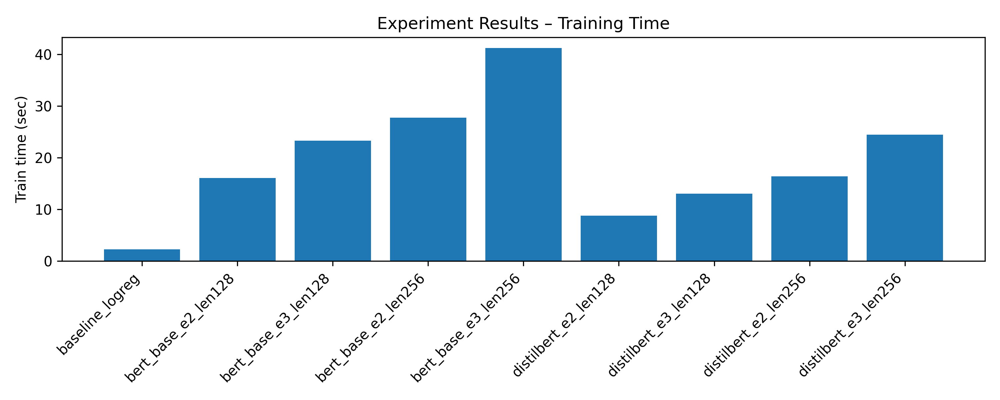 Experiment Results – Training Time
Train time (sec)
40
30
20
10
0
baseline_logreg
bert_base_e2_len128
bert_base_e3_len128
bert_base_e2_len256
bert_base_e3_len256
distilbert_e2_len128
distilbert_e3_len128
distilbert_e2_len256
distilbert_e3_len256